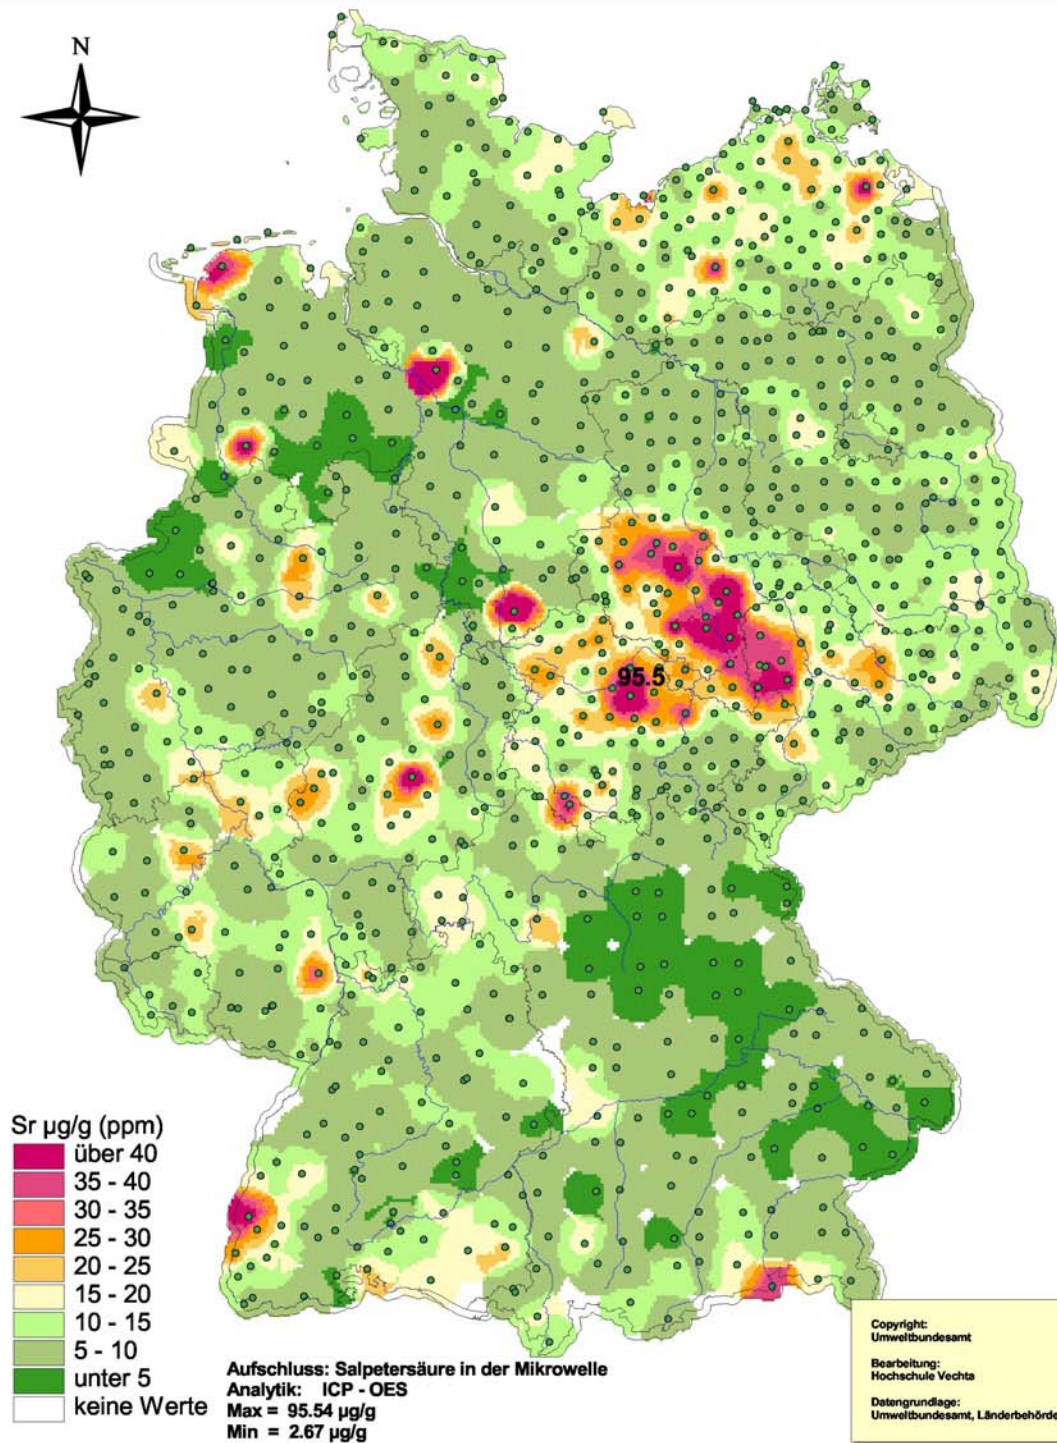 N
95.5
Sr µg/g (ppm)
über 40
35 - 40
30 - 35
25 - 30
20 - 25
15 - 20
10 - 15
5 - 10
unter 5
keine Werte
Aufschluss: Salpetersäure in der Mikrowelle
Analytik: ICP - OES
Max = 95.54 µg/g
Min = 2.67 µg/g
Copyright:
Umweltbundesamt
Bearbeitung:
Hochschule Vechta
Datengrundlage:
Umweltbundesamt, Länderbehörde